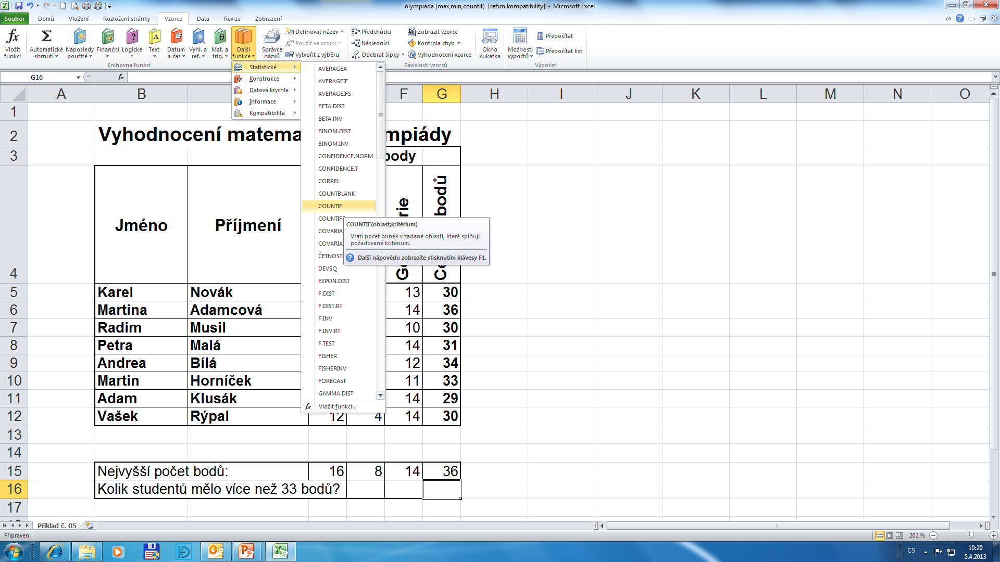 olympiáda (max,min,countif) [režim kompatibility] - Microsoft Excel
Soubor Domů Vložení Rozložení stránky Vzorce Data Revize Zobrazení
Vložit funkci
Automatické shrnutí
Naposledy použité
Finanční
Logické
Text
Datum a čas
Vyhl. a ref.
Mat. a trig.
Další funkce
Knihovna funkcí
Správce názvů
Definovat název
Použít ve vzorci
Vytvořit z výběru
Předchůdci
Následníci
Odebrat šipky
Zobrazit vzorce
Kontrola chyb
Vyhodnocení vzorce
Závislosti vzorců
Okno kukátka
Možnosti výpočtů
Přepočítat
Přepočítat list
Výpočet
G16
fx
Statistické
Konstrukce
Datová krychle
Informace
Kompatibilita
AVERAGEA
AVERAGEIF
AVERAGEIFS
BETA.DIST
BETA.INV
BINOM.DIST
BINOM.INV
CONFIDENCE.NORM
CONFIDENCE.T
CORREL
COUNTBLANK
COUNTIF
COUNTIFS
COVARIA
COVARIA
ČETNOSTI
DEVSQ
EXPON.DIST
F.DIST
F.DIST.RT
F.INV
F.INV.RT
F.TEST
FISHER
FISHERINV
FORECAST
GAMMA.DIST
fx Vložit funkci...
COUNTIF(oblast;kritérium)
Vrátí počet buněk v zadané oblasti, které splňují
požadované kritérium.
Další nápovědu zobrazíte stisknutím klávesy F1.
A B F G H I J K L M N O
1
2 Vyhodnocení matema mpiády
3 body
4 Jméno Příjmení Ge rie Ce bodů
5 Karel Novák 13 30
6 Martina Adamcová 14 36
7 Radim Musil 10 30
8 Petra Malá 14 31
9 Andrea Bílá 12 34
10 Martin Horníček 11 33
11 Adam Klusák 14 29
12 Vašek Rýpal 12 4 14 30
13
14
15 Nejvyšší počet bodů: 16 8 14 36
16 Kolik studentů mělo více než 33 bodů?
17
Příklad č. 05
Připraven
202 %
CS
10:20
5.4.2013